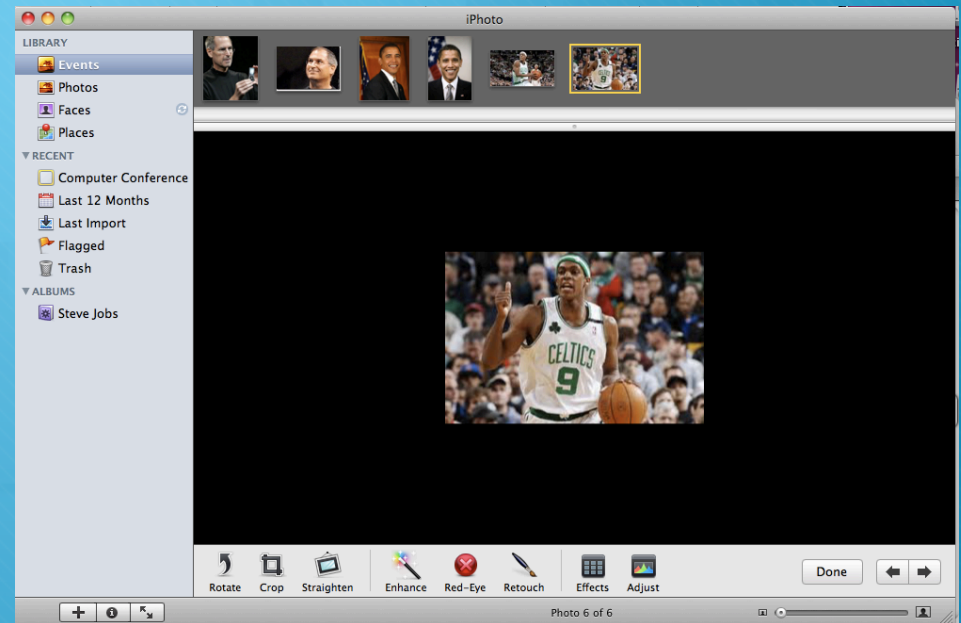 iPhoto
LIBRARY
Events
Photos
Faces
Places
RECENT
Computer Conference
Last 12 Months
Last Import
Flagged
Trash
ALBUMS
Steve Jobs
CELTICS
9
Rotate
Crop
Straighten
Enhance
Red-Eye
Retouch
Effects
Adjust
Done
Photo 6 of 6